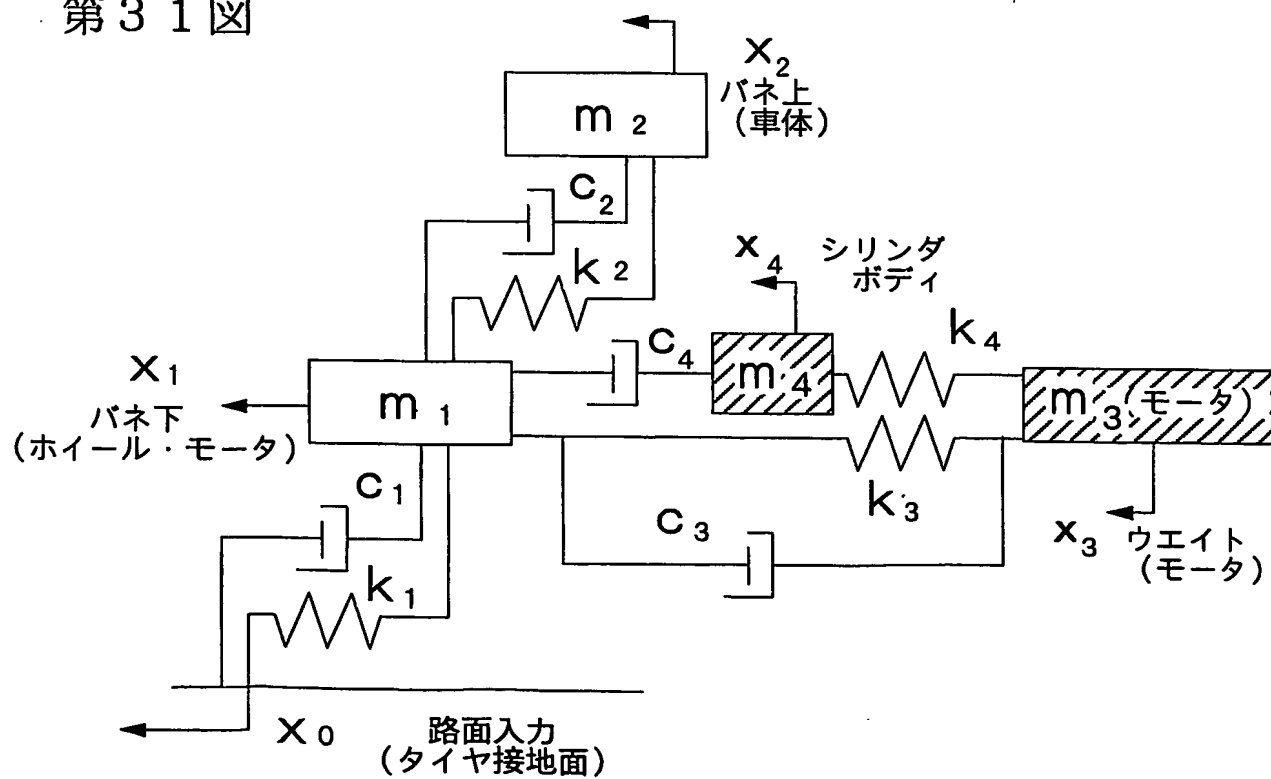 第31図
x2
バネ上
(車体)
m2
c2
k2
x4
シリンダ
ボディ
c4
m4
k4
x1
バネ下
(ホイール・モータ)
m1
m3(モータ)
k3
c1
c3
x3
ウエイト
(モータ)
k1
x0
路面入力
(タイヤ接地面)